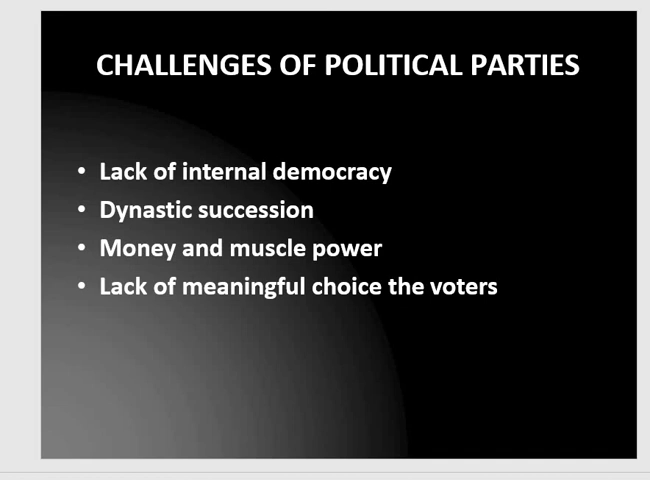 CHALLENGES OF POLITICAL PARTIES
• Lack of internal democracy
• Dynastic succession
• Money and muscle power
• Lack of meaningful choice the voters